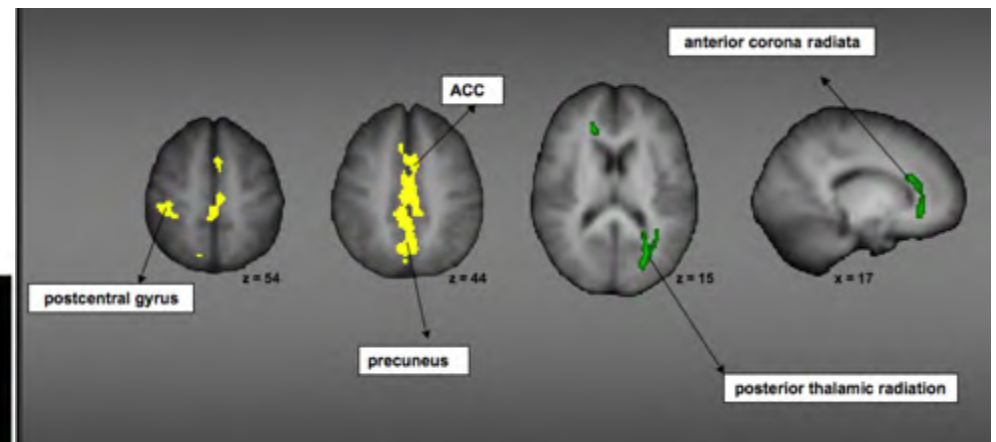 anterior corona radiata
ACC
z = 54
z = 44
z = 15
x = 17
postcentral gyrus
precuneus
posterior thalamic radiation